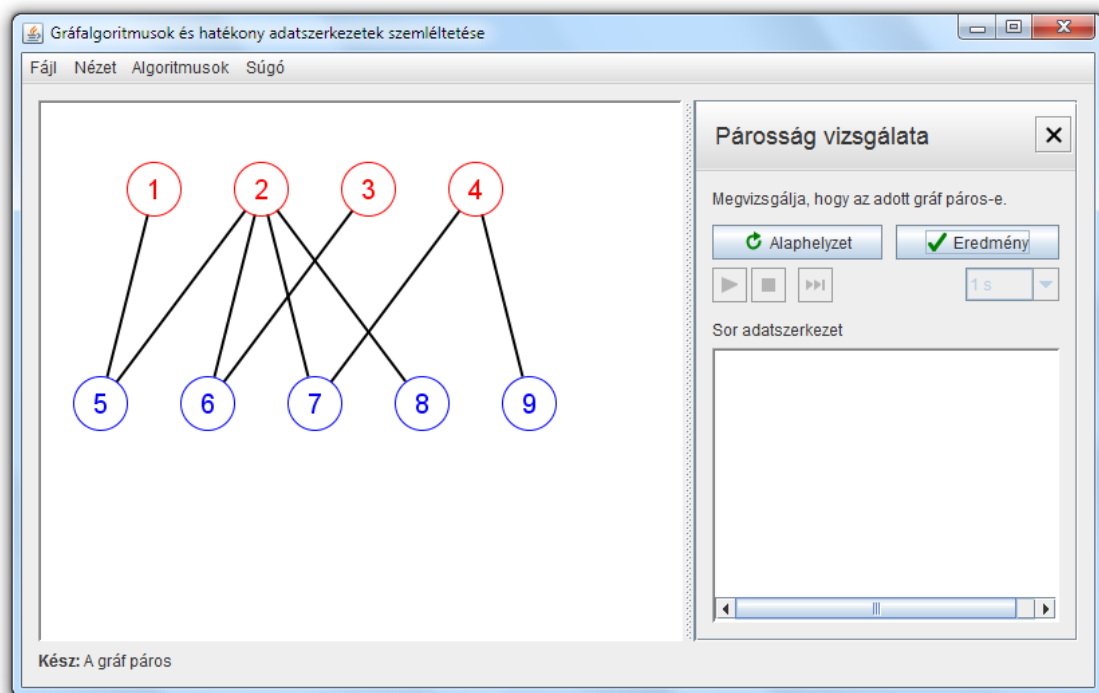 Gráfalgoritmusok és hatékony adatszerkezetek szemléltetése
Fájl Nézet Algoritmusok Súgó
1 2 3 4
5 6 7 8 9
Párosság vizsgálata
Megvizsgálja, hogy az adott gráf páros-e.
Alaphelyzet Eredmény
1 s
Sor adatszerkezet
Kész: A gráf páros